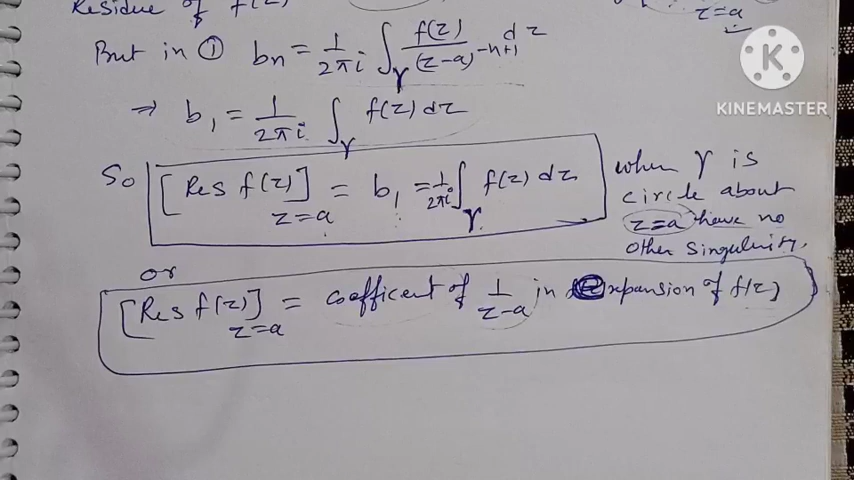 Residue of f(z)
z=a
But in ① bn = 1/2πi ∫γ f(z)/(z-a)^-n+1 dz
KINEMASTER
⇒ b1 = 1/2πi ∫γ f(z) dz
So [Res f(z)] z=a = b1 = 1/2πi ∫γ f(z) dz
when γ is
circle about
z=a have no
other singularity.
or
[Res f(z)] z=a = coefficent of 1/z-a in expansion of f(z)